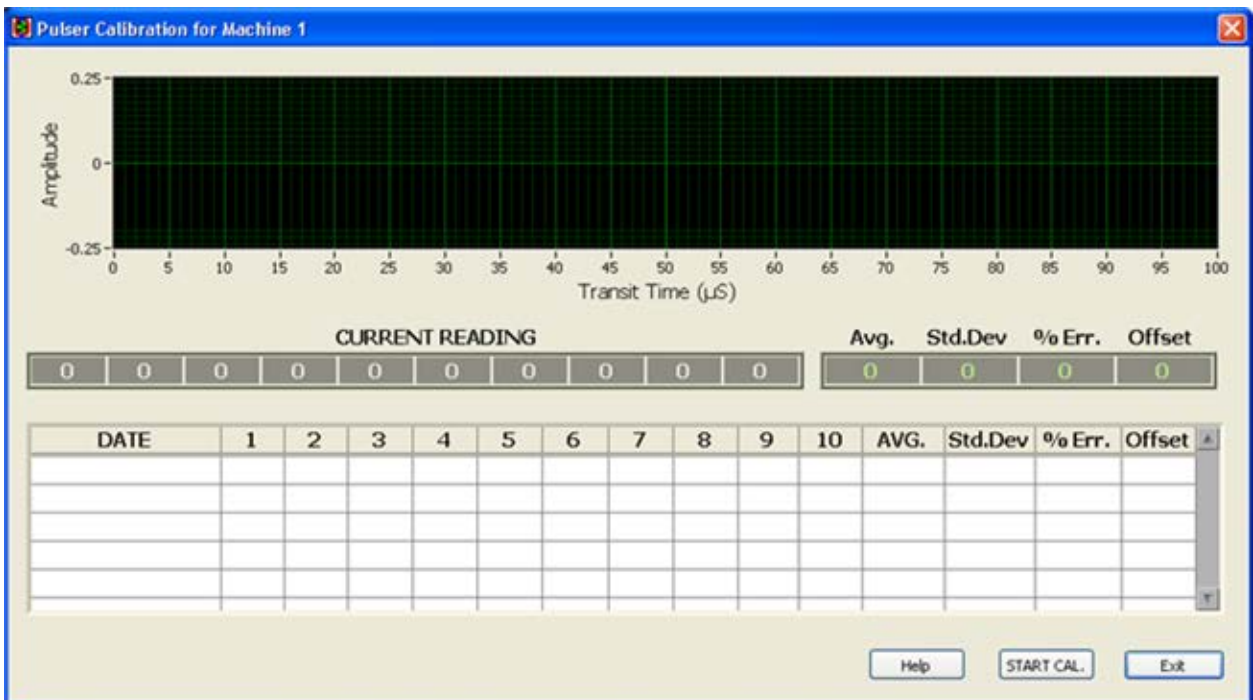 Pulser Calibration for Machine 1
0.25
Amplitude
0
-0.25
0 5 10 15 20 25 30 35 40 45 50 55 60 65 70 75 80 85 90 95 100
Transit Time (µS)
CURRENT READING Avg. Std.Dev % Err. Offset
0 0 0 0 0 0 0 0 0 0 0 0 0 0
DATE 1 2 3 4 5 6 7 8 9 10 AVG. Std.Dev % Err. Offset
Help START CAL. Exit